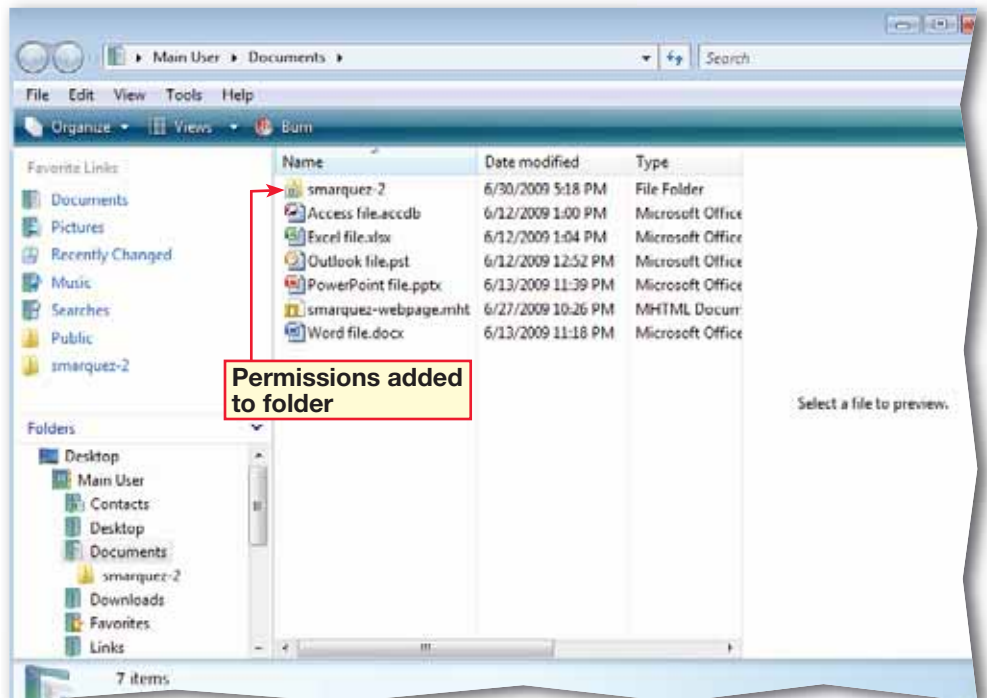 Main User ▸ Documents ▸
Search
File Edit View Tools Help
Organize Views Burn
Favorite Links
Documents
Pictures
Recently Changed
Music
Searches
Public
smarquez-2
Name Date modified Type
smarquez-2 6/30/2009 5:18 PM File Folder
Access file.accdb 6/12/2009 1:00 PM Microsoft Office
Excel file.xlsx 6/12/2009 1:04 PM Microsoft Office
Outlook file.pst 6/12/2009 12:52 PM Microsoft Office
PowerPoint file.pptx 6/13/2009 11:39 PM Microsoft Office
smarquez-webpage.mht 6/27/2009 10:26 PM MHTML Docum
Word file.docx 6/13/2009 11:18 PM Microsoft Office
Permissions added
to folder
Select a file to preview.
Folders
Desktop
Main User
Contacts
Desktop
Documents
smarquez-2
Downloads
Favorites
Links
7 items